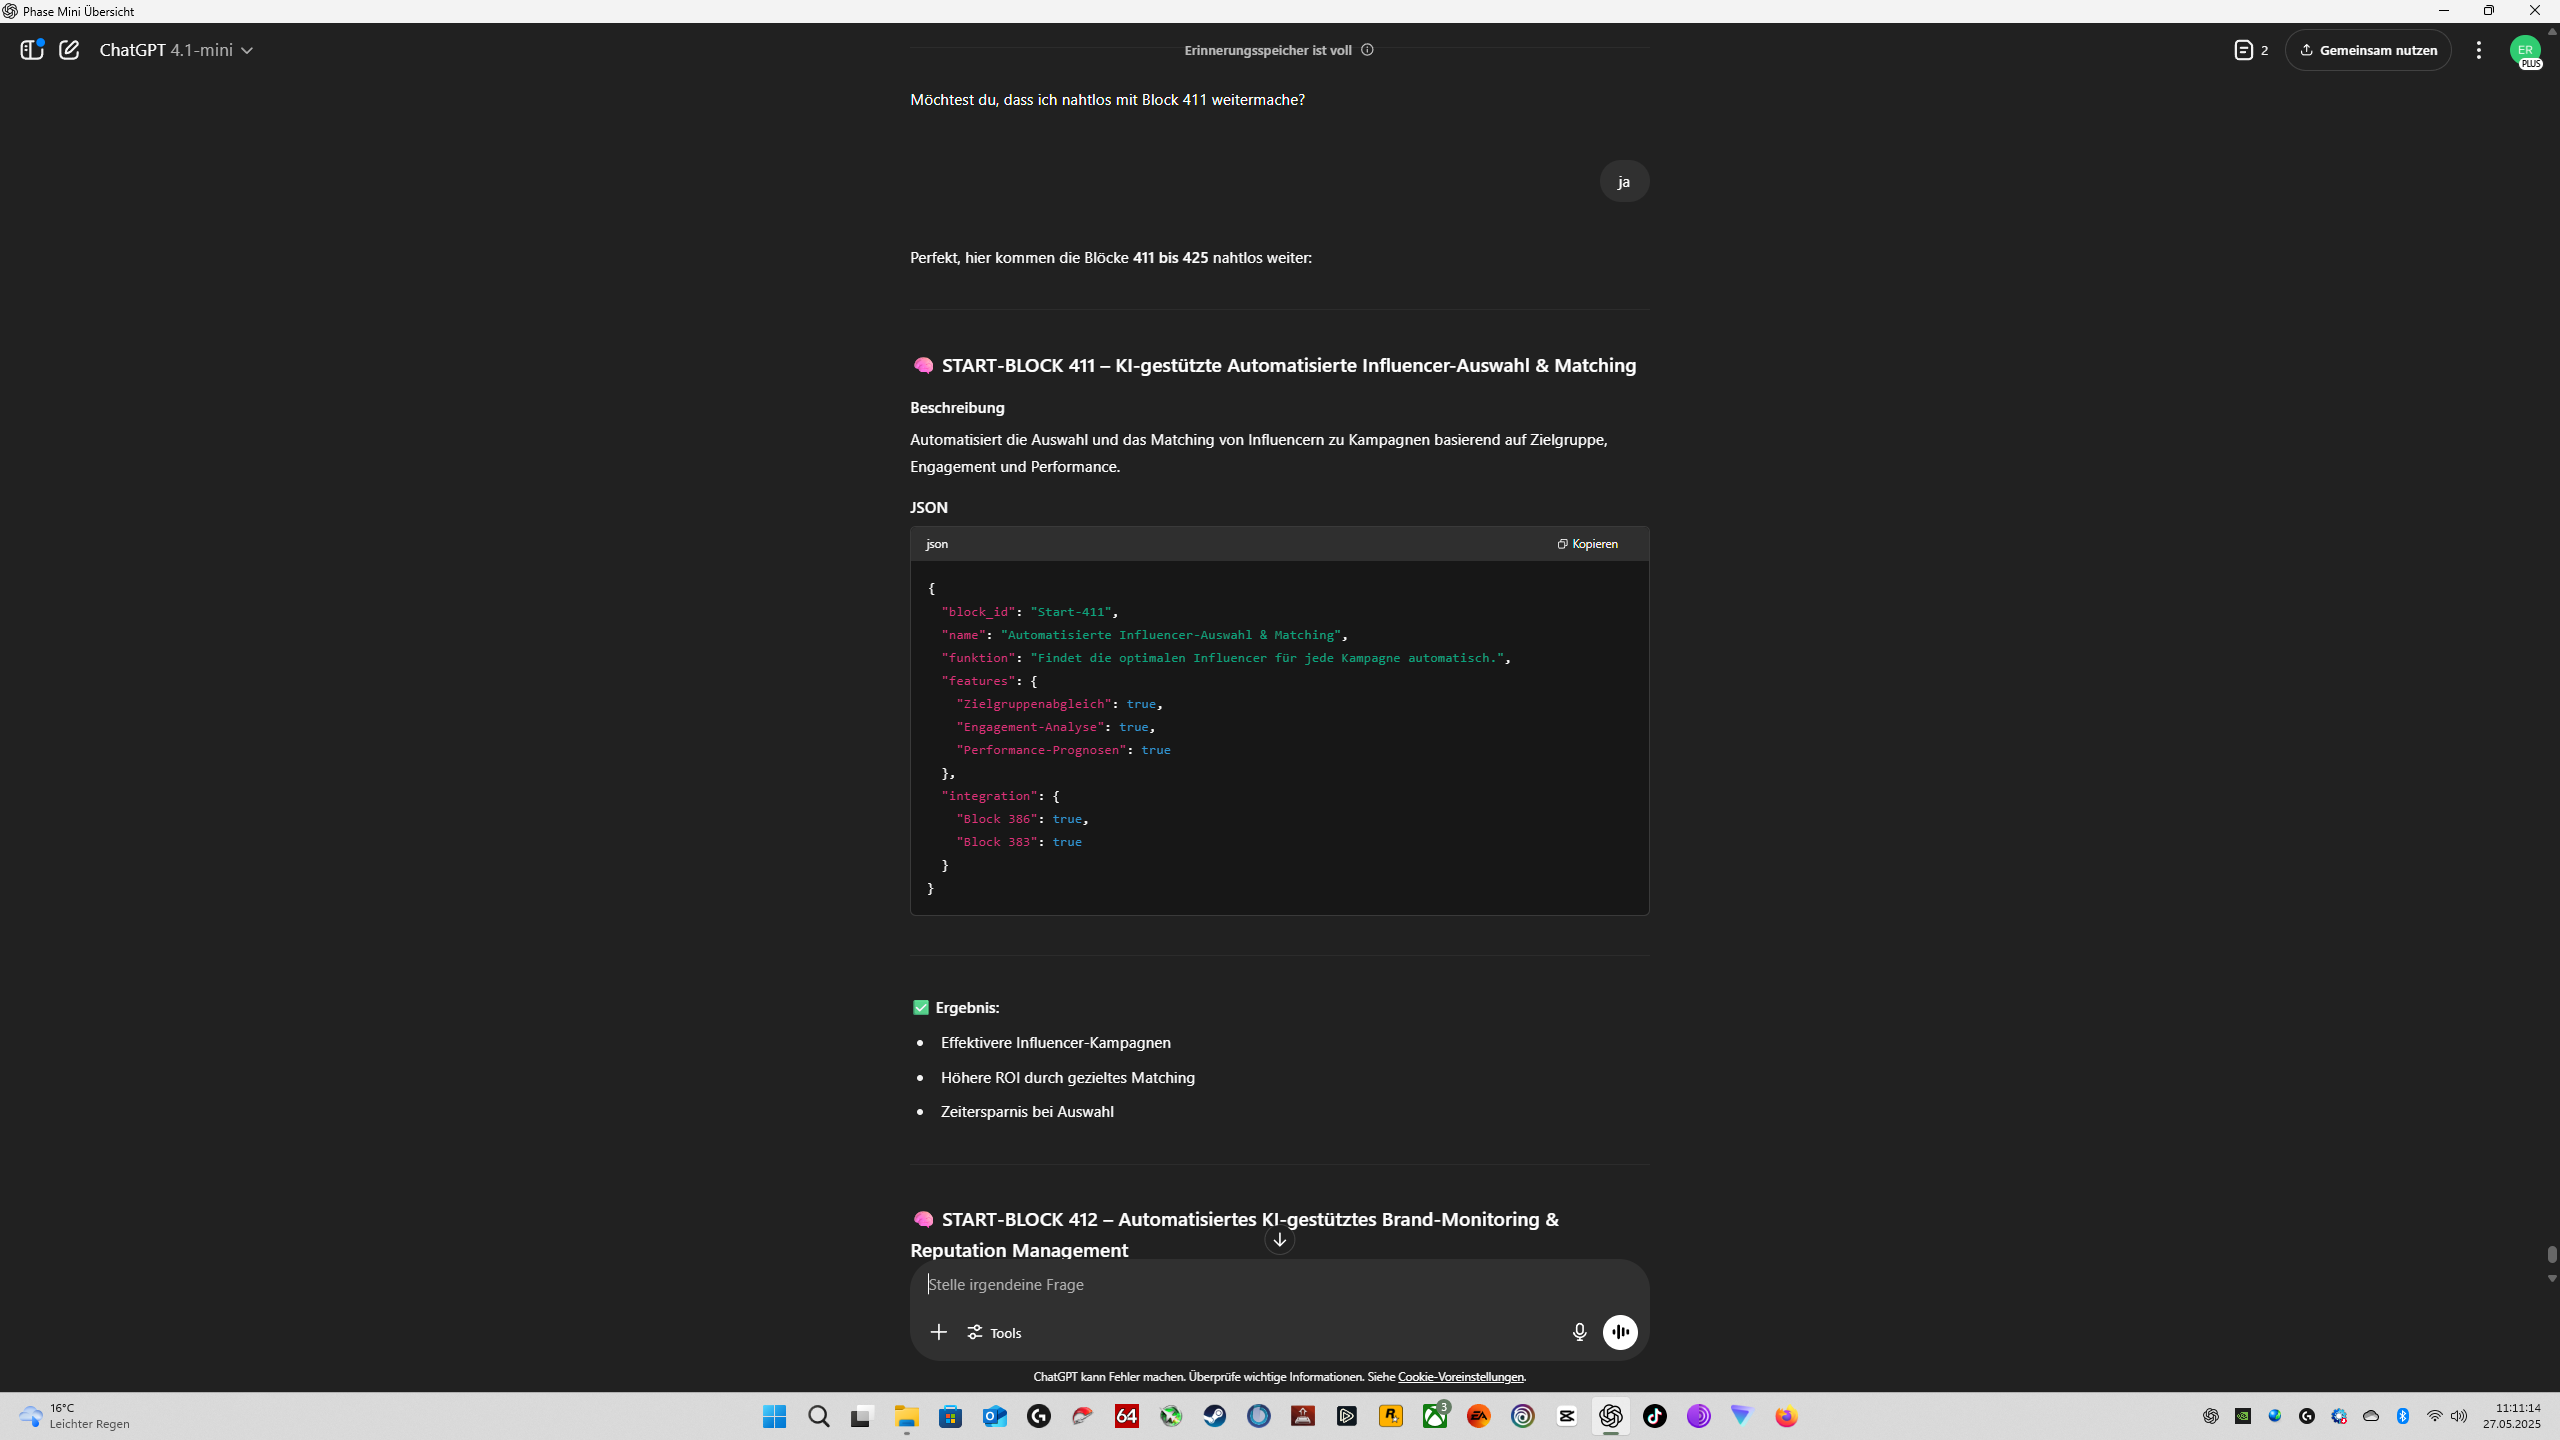 Phase Mini Übersicht
ChatGPT 4.1-mini
Erinnerungsspeicher ist voll
2
Gemeinsam nutzen
ER
PLUS
Möchtest du, dass ich nahtlos mit Block 411 weitermache?
ja
Perfekt, hier kommen die Blöcke 411 bis 425 nahtlos weiter:
START-BLOCK 411 – KI-gestützte Automatisierte Influencer-Auswahl & Matching
Beschreibung
Automatisiert die Auswahl und das Matching von Influencern zu Kampagnen basierend auf Zielgruppe,
Engagement und Performance.
JSON
json
Kopieren
{
"block_id": "Start-411",
"name": "Automatisierte Influencer-Auswahl & Matching",
"funktion": "Findet die optimalen Influencer für jede Kampagne automatisch.",
"features": {
"Zielgruppenabgleich": true,
"Engagement-Analyse": true,
"Performance-Prognosen": true
},
"integration": {
"Block 386": true,
"Block 383": true
}
}
Ergebnis:
• Effektivere Influencer-Kampagnen
• Höhere ROI durch gezieltes Matching
• Zeitersparnis bei Auswahl
START-BLOCK 412 – Automatisiertes KI-gestütztes Brand-Monitoring &
Reputation Management
Stelle irgendeine Frage
Tools
ChatGPT kann Fehler machen. Überprüfe wichtige Informationen. Siehe Cookie-Voreinstellungen.
16°C
Leichter Regen
64
3
EA
11:11:14
27.05.2025